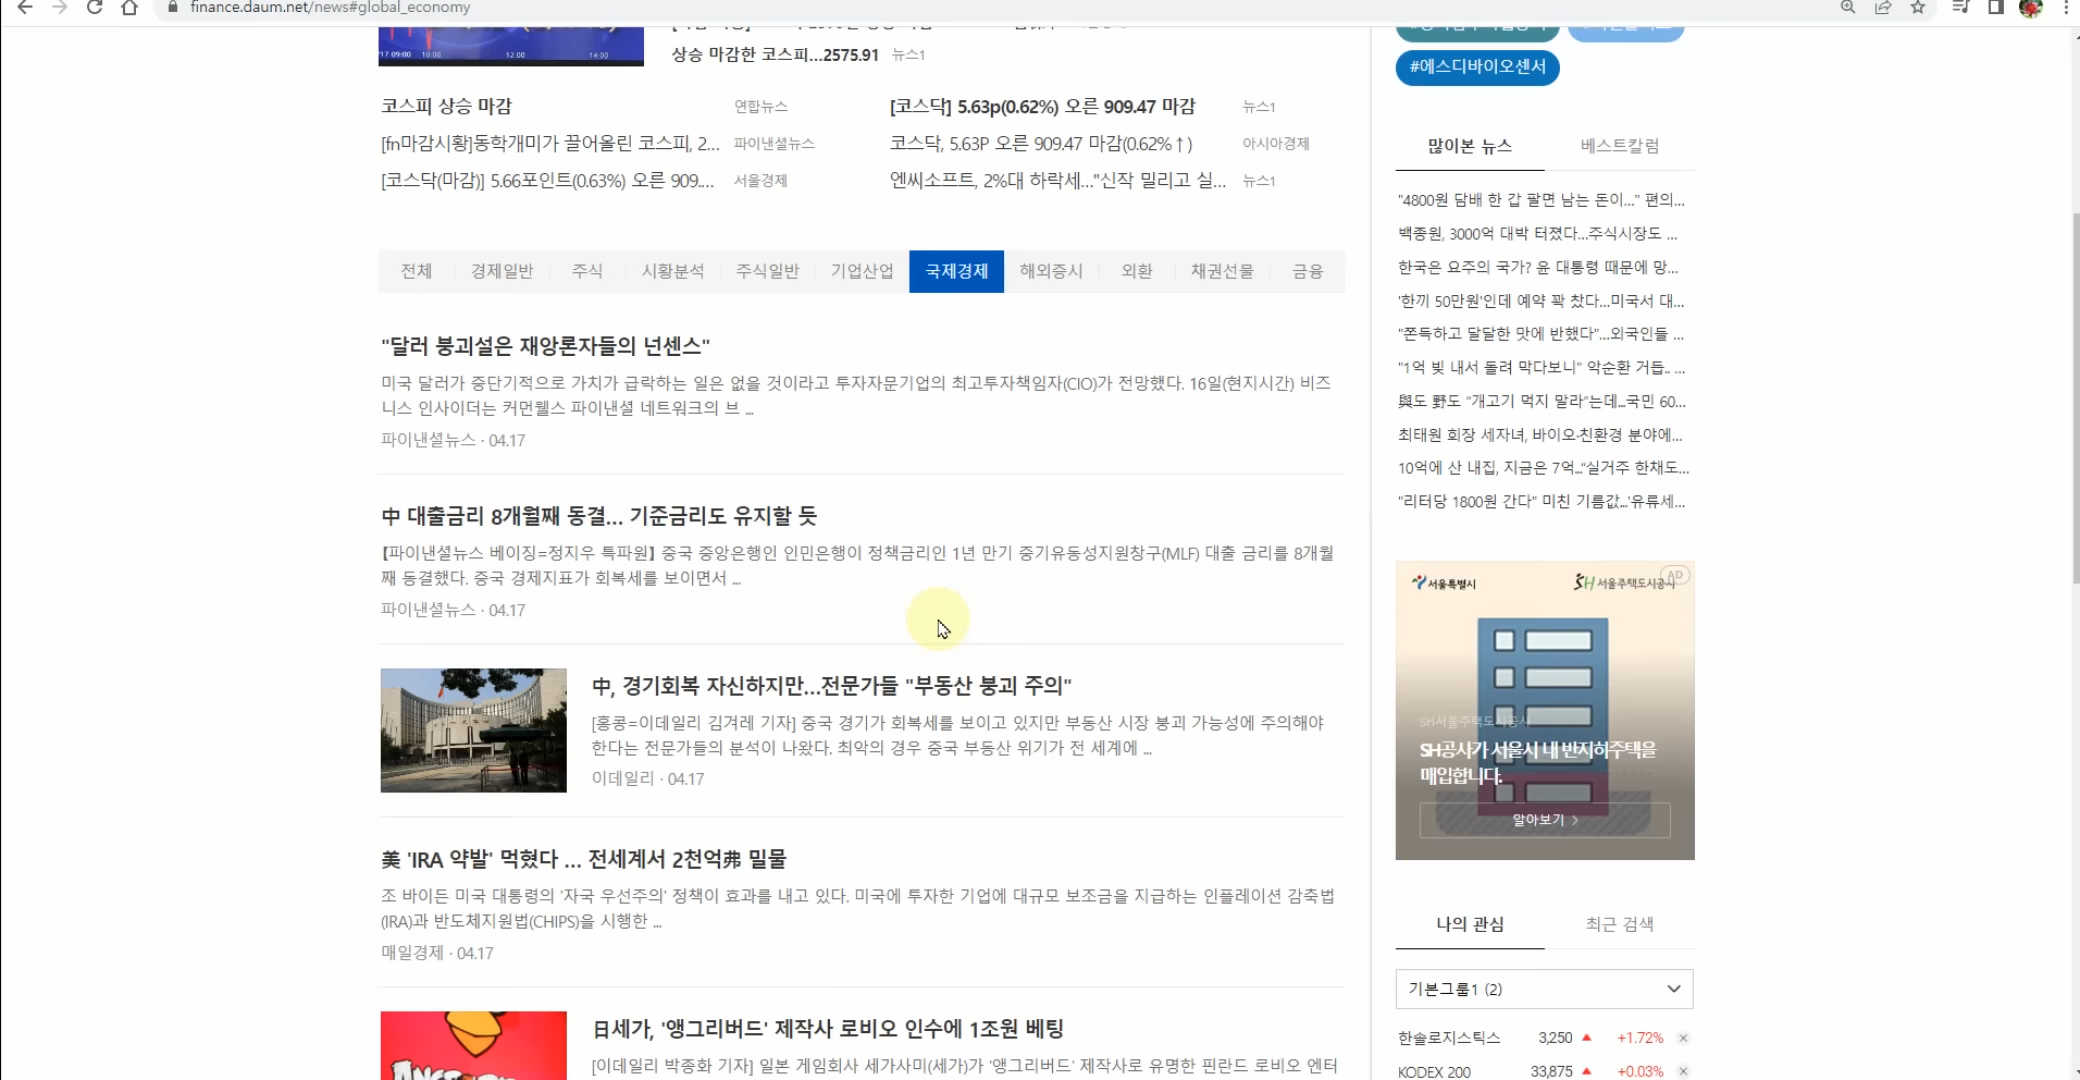 finance.daum.net/news#global_economy
17 09:00 10:00 12:00 14:00
상승 마감한 코스피...2575.91 뉴스1
#에스디바이오센서
코스피 상승 마감 연합뉴스
[fn마감시황]동학개미가 끌어올린 코스피, 2... 파이낸셜뉴스
[코스닥(마감)] 5.66포인트(0.63%) 오른 909.... 서울경제
[코스닥] 5.63p(0.62%) 오른 909.47 마감 뉴스1
코스닥, 5.63P 오른 909.47 마감(0.62%↑) 아시아경제
엔씨소프트, 2%대 하락세..."신작 밀리고 실... 뉴스1
전체 경제일반 주식 시황분석 주식일반 기업산업 국제경제 해외증시 외환 채권선물 금융
"달러 붕괴설은 재앙론자들의 넌센스"
미국 달러가 중단기적으로 가치가 급락하는 일은 없을 것이라고 투자자문기업의 최고투자책임자(CIO)가 전망했다. 16일(현지시간) 비즈
니스 인사이더는 커먼웰스 파이낸셜 네트워크의 브 ...
파이낸셜뉴스 · 04.17
中 대출금리 8개월째 동결... 기준금리도 유지할 듯
【파이낸셜뉴스 베이징=정지우 특파원】 중국 중앙은행인 인민은행이 정책금리인 1년 만기 중기유동성지원창구(MLF) 대출 금리를 8개월
째 동결했다. 중국 경제지표가 회복세를 보이면서 ...
파이낸셜뉴스 · 04.17
中, 경기회복 자신하지만...전문가들 "부동산 붕괴 주의"
[홍콩=이데일리 김겨레 기자] 중국 경기가 회복세를 보이고 있지만 부동산 시장 붕괴 가능성에 주의해야
한다는 전문가들의 분석이 나왔다. 최악의 경우 중국 부동산 위기가 전 세계에 ...
이데일리 · 04.17
美 'IRA 약발' 먹혔다 ... 전세계서 2천억弗 밀물
조 바이든 미국 대통령의 '자국 우선주의' 정책이 효과를 내고 있다. 미국에 투자한 기업에 대규모 보조금을 지급하는 인플레이션 감축법
(IRA)과 반도체지원법(CHIPS)을 시행한 ...
매일경제 · 04.17
日세가, '앵그리버드' 제작사 로비오 인수에 1조원 베팅
[이데일리 박종화 기자] 일본 게임회사 세가사미(세가)가 '앵그리버드' 제작사로 유명한 핀란드 로비오 엔터
많이본 뉴스 베스트칼럼
"4800원 담배 한 갑 팔면 남는 돈이..." 편의...
백종원, 3000억 대박 터졌다...주식시장도 ...
한국은 요주의 국가? 윤 대통령 때문에 망...
'한끼 50만원'인데 예약 꽉 찼다...미국서 대...
"쫀득하고 달달한 맛에 반했다"...외국인들 ...
"1억 빚 내서 돌려 막다보니" 악순환 거듭.. ...
與도 野도 "개고기 먹지 말라"는데...국민 60...
최태원 회장 세자녀, 바이오·친환경 분야에...
10억에 산 내집, 지금은 7억..."실거주 한채도...
"리터당 1800원 간다" 미친 기름값...'유류세...
서울특별시 SH 서울주택도시공사 AD
SH서울주택도시공사
SH공사가 서울시 내 반지하주택을
매입합니다.
알아보기 >
나의 관심 최근 검색
기본그룹1 (2)
한솔로지스틱스 3,250 ▲ +1.72% ×
KODEX 200 33,875 ▲ +0.03% ×